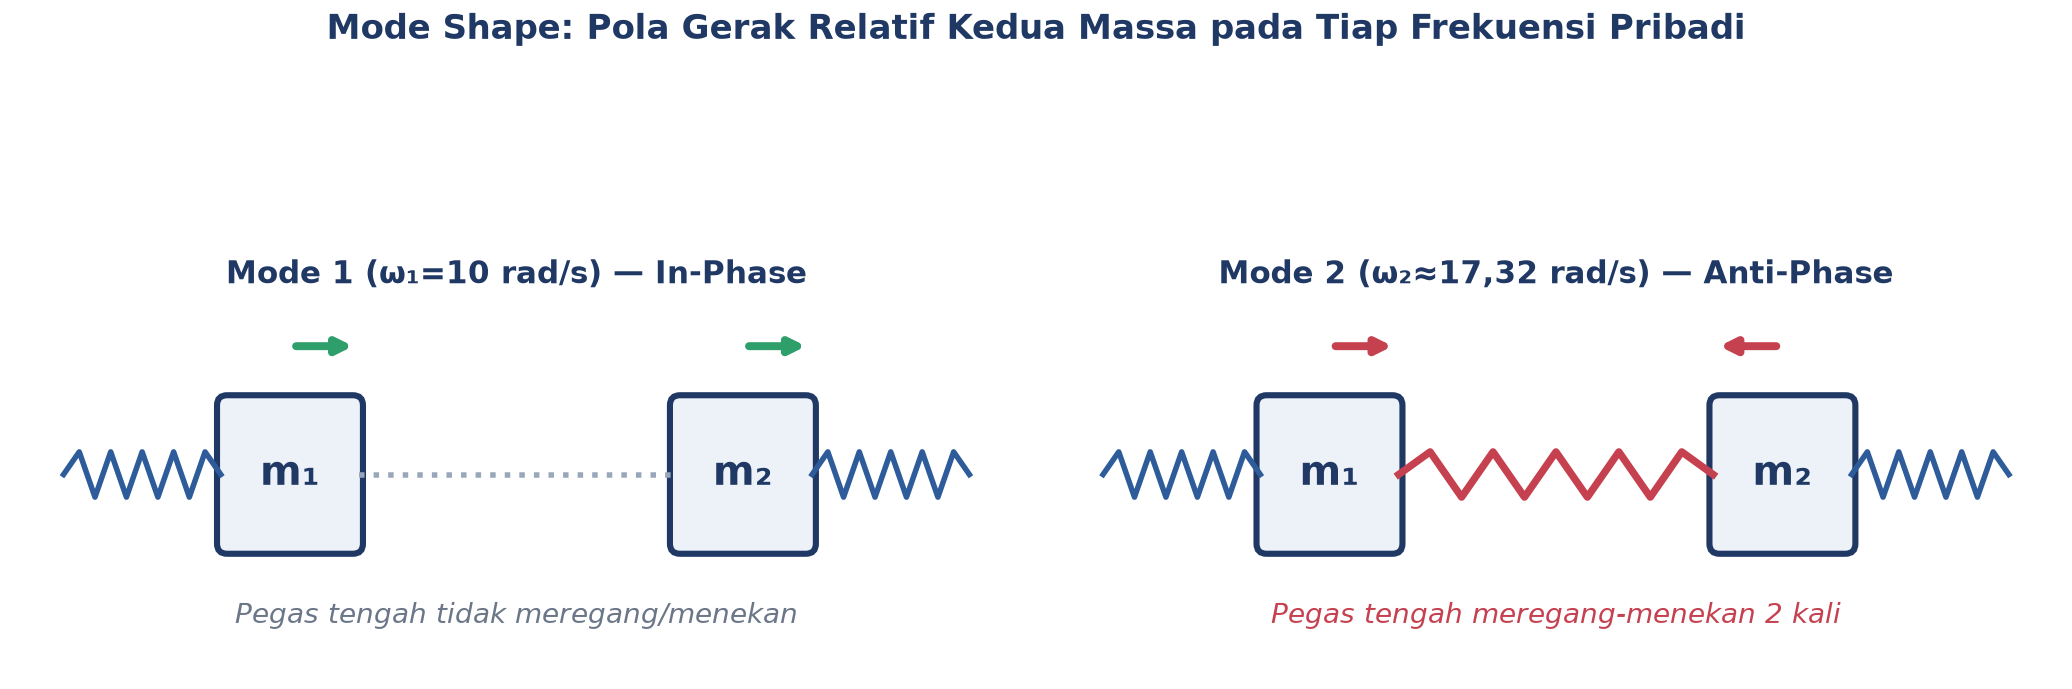 Mode Shape: Pola Gerak Relatif Kedua Massa pada Tiap Frekuensi Pribadi
Mode 1 (ω₁=10 rad/s) — In-Phase
m₁
m₂
Pegas tengah tidak meregang/menekan
Mode 2 (ω₂≈17,32 rad/s) — Anti-Phase
m₁
m₂
Pegas tengah meregang-menekan 2 kali